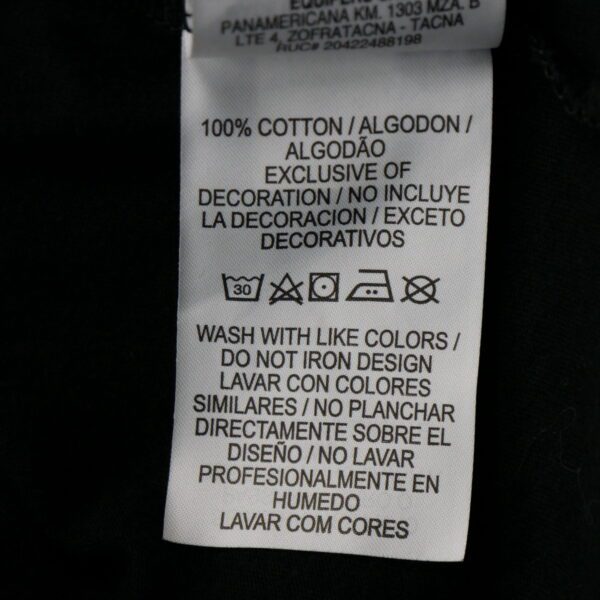 PANAMERICANA KM. 1303 MZA. B
LTE 4, ZOFRATACNA - TACNA
RUC# 20422488198
100% COTTON / ALGODON /
ALGODÃO
EXCLUSIVE OF
DECORATION / NO INCLUYE
LA DECORACION / EXCETO
DECORATIVOS
30
WASH WITH LIKE COLORS /
DO NOT IRON DESIGN
LAVAR CON COLORES
SIMILARES / NO PLANCHAR
DIRECTAMENTE SOBRE EL
DISEÑO / NO LAVAR
PROFESIONALMENTE EN
HUMEDO
LAVAR COM CORES